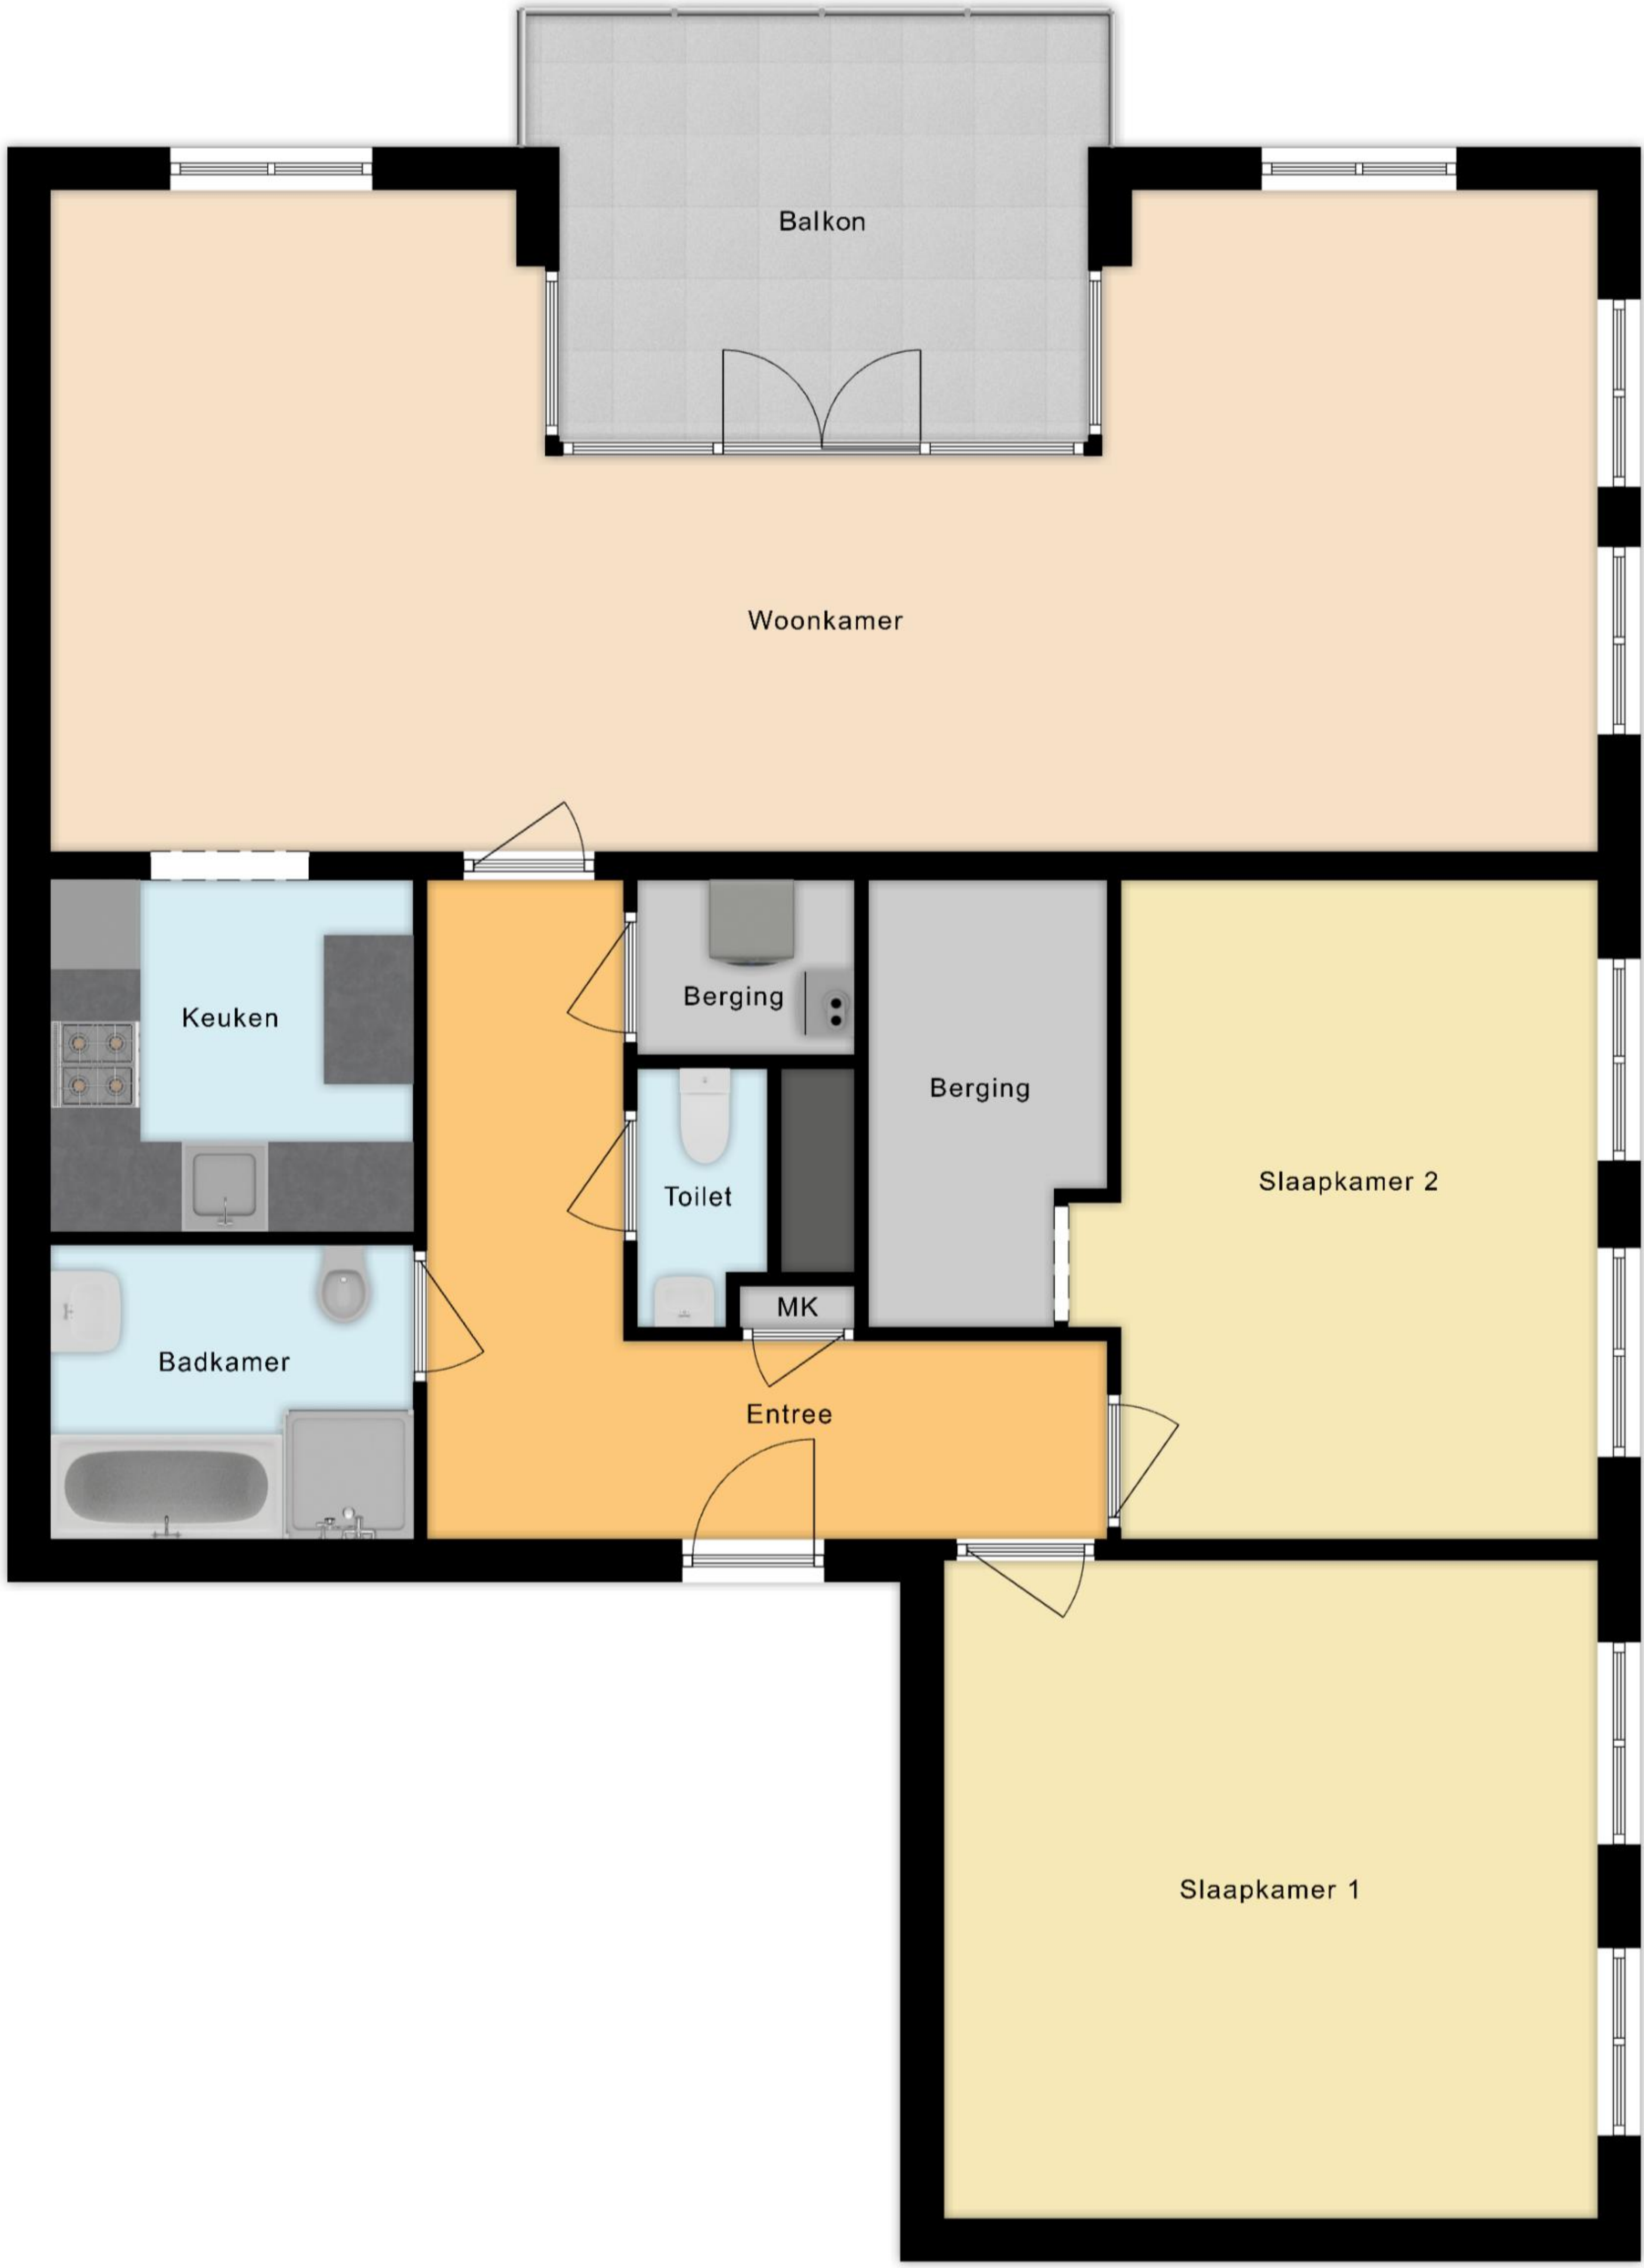 Balkon
Woonkamer
Keuken
Berging
Berging
Toilet
Slaapkamer 2
MK
Badkamer
Entree
Slaapkamer 1